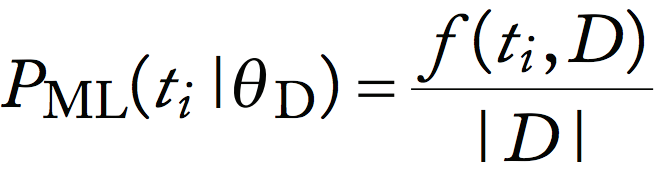 P_ML(t_i | θ_D) = f(t_i, D) / |D|